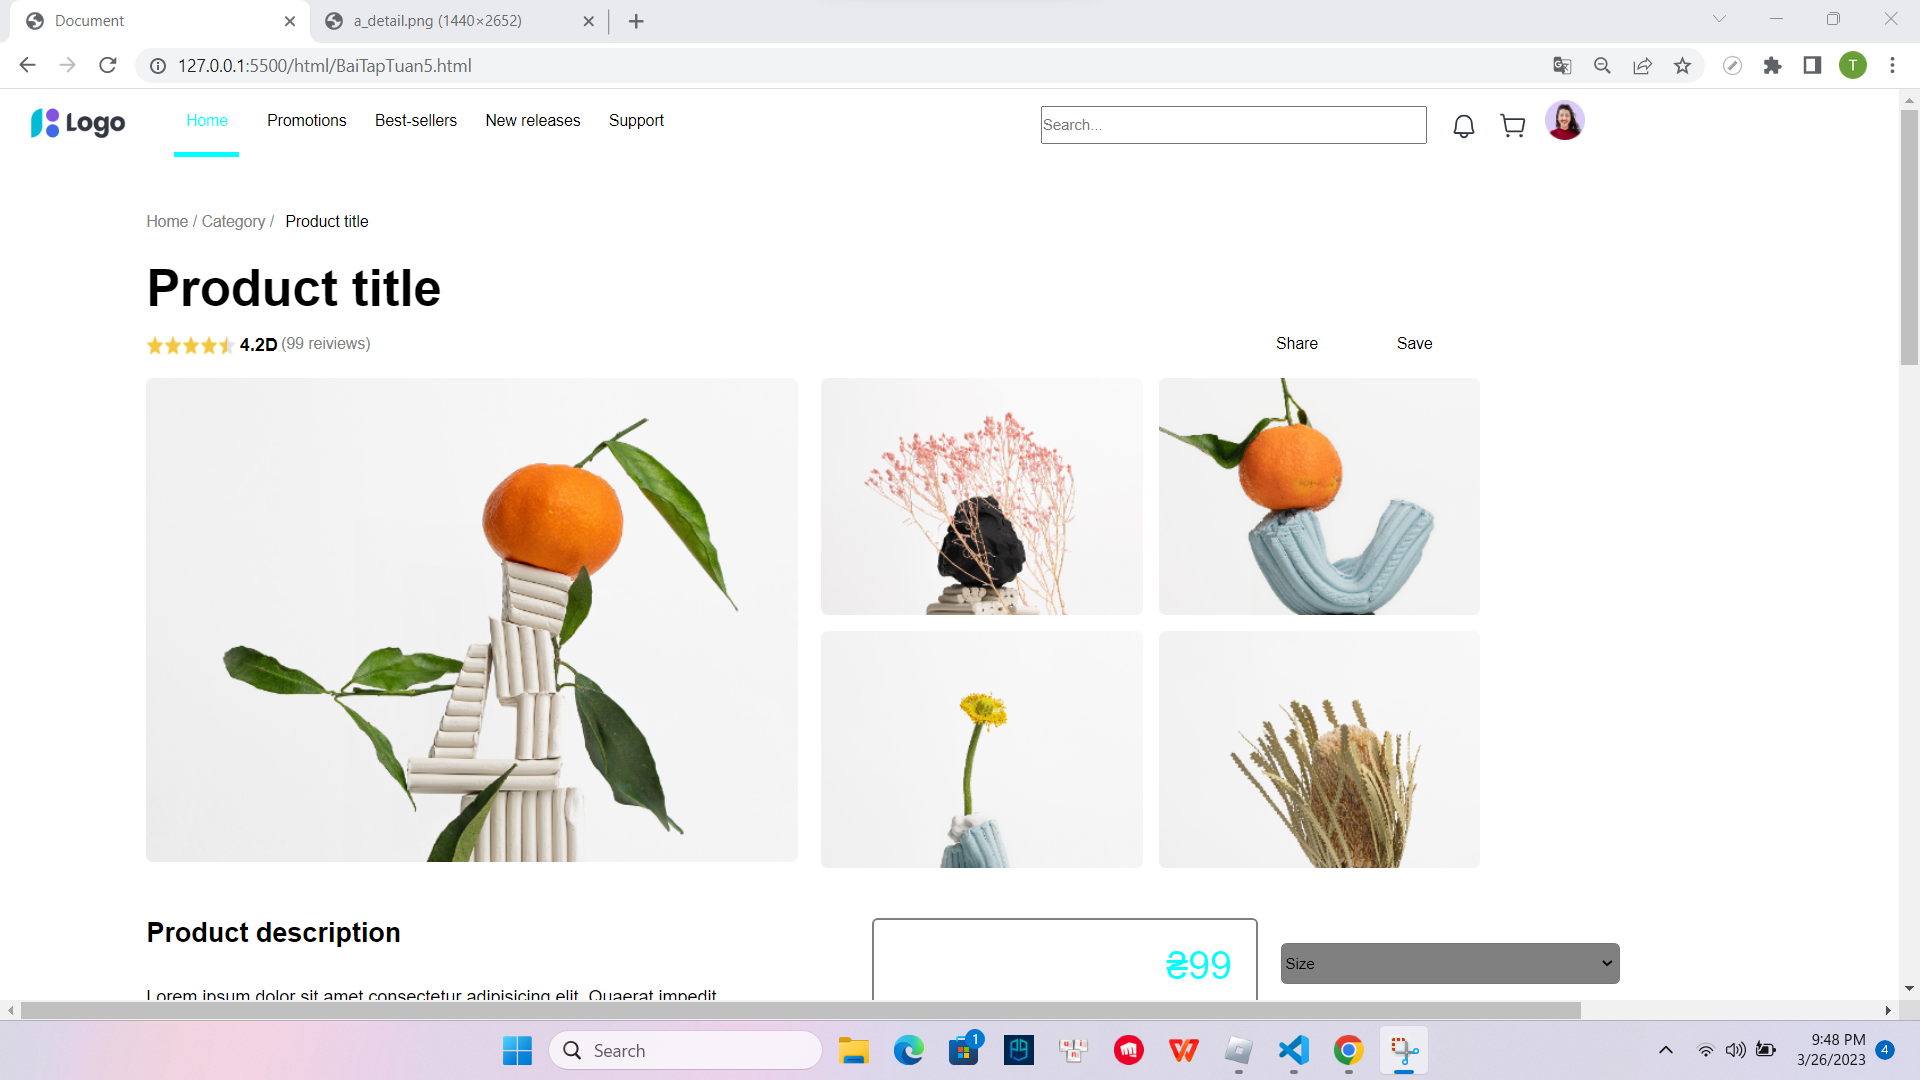 Document
a_detail.png (1440×2652)
127.0.0.1:5500/html/BaiTapTuan5.html
T
Logo
Home
Promotions
Best-sellers
New releases
Support
Search...
Home / Category / Product title
Product title
4.2D (99 reiviews)
Share
Save
Product description
₴99
Size
Lorem ipsum dolor sit amet consectetur adipisicing elit. Quaerat impedit
Search
1
9:48 PM
3/26/2023
4